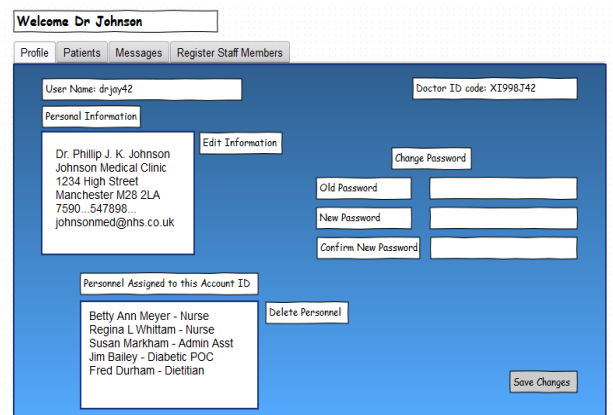 Welcome Dr Johnson
Profile Patients Messages Register Staff Members
User Name: drjay42
Doctor ID code: XI998J42
Personal Information
Edit Information
Dr. Phillip J. K. Johnson
Johnson Medical Clinic
1234 High Street
Manchester M28 2LA
7590...547898...
johnsonmed@nhs.co.uk
Change Password
Old Password
New Password
Confirm New Password
Personnel Assigned to this Account ID
Delete Personnel
Betty Ann Meyer - Nurse
Regina L Whittam - Nurse
Susan Markham - Admin Asst
Jim Bailey - Diabetic POC
Fred Durham - Dietitian
Save Changes